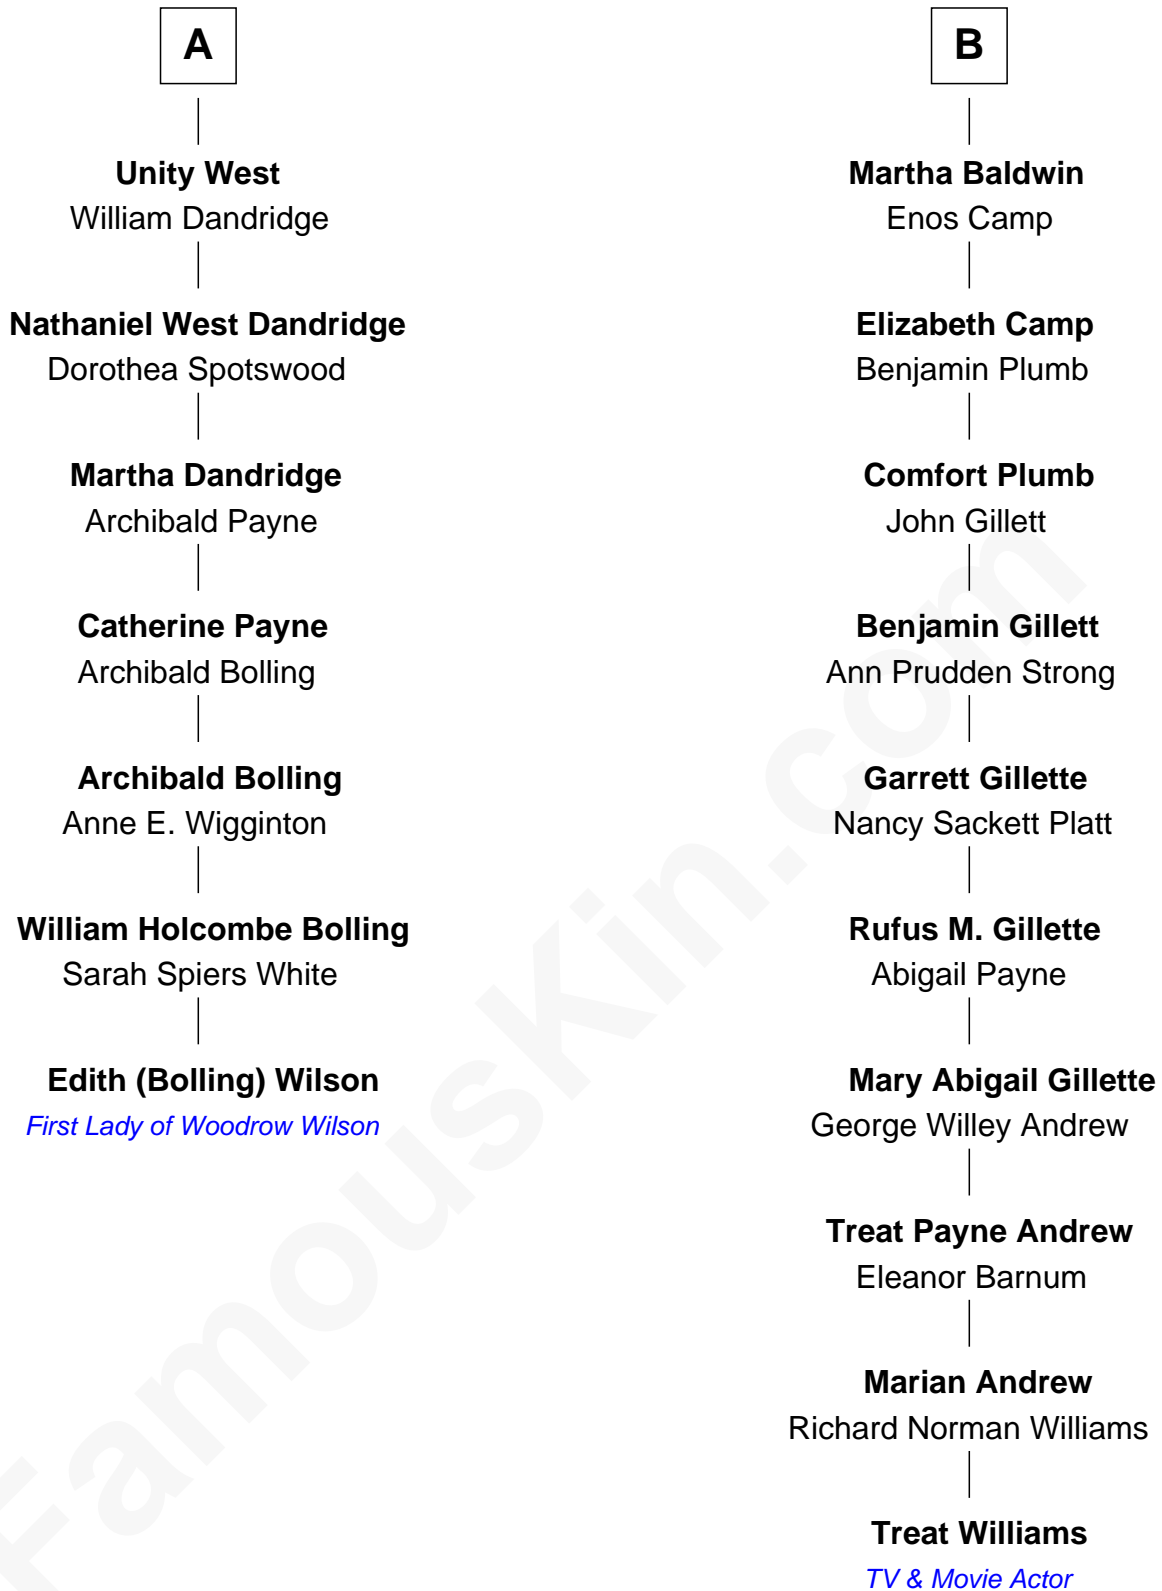 A
Unity West
William Dandridge
Nathaniel West Dandridge
Dorothea Spotswood
Martha Dandridge
Archibald Payne
Catherine Payne
Archibald Bolling
Archibald Bolling
Anne E. Wigginton
William Holcombe Bolling
Sarah Spiers White
Edith (Bolling) Wilson
First Lady of Woodrow Wilson
B
Martha Baldwin
Enos Camp
Elizabeth Camp
Benjamin Plumb
Comfort Plumb
John Gillett
Benjamin Gillett
Ann Prudden Strong
Garrett Gillette
Nancy Sackett Platt
Rufus M. Gillette
Abigail Payne
Mary Abigail Gillette
George Willey Andrew
Treat Payne Andrew
Eleanor Barnum
Marian Andrew
Richard Norman Williams
Treat Williams
TV & Movie Actor
FamousKin.com